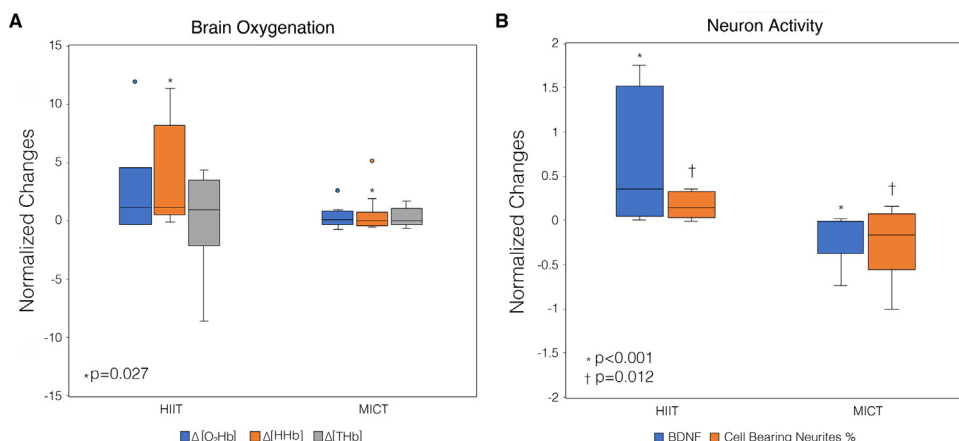 A
Brain Oxygenation
Normalized Changes
15
10
5
0
-5
-10
-15
*
*
*p=0.027
HIIT
MICT
Δ[O₂Hb] Δ[HHb] Δ[THb]
B
Neuron Activity
Normalized Changes
2
1.5
1
0.5
0
-0.5
-1
-1.5
-2
*
†
*
†
* p<0.001
† p=0.012
HIIT
MICT
BDNF Cell Bearing Neurites %